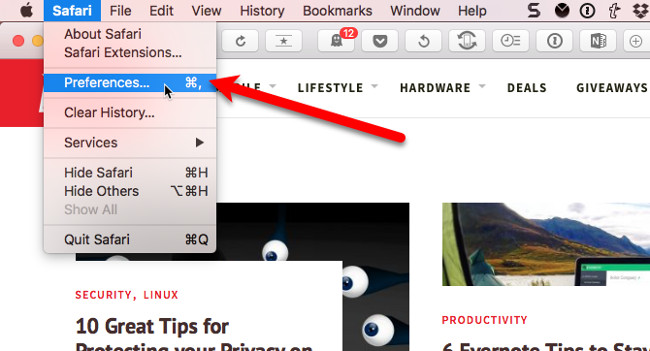 Safari File Edit View History Bookmarks Window Help
About Safari
Safari Extensions...
12
Preferences... ⌘,
LIFESTYLE HARDWARE DEALS GIVEAWAYS
Clear History...
Services
Hide Safari ⌘H
Hide Others ⌥⌘H
Show All
Quit Safari ⌘Q
SECURITY, LINUX
10 Great Tips for
Protecting your Privacy on
PRODUCTIVITY
6 Evernote Tips to Stay